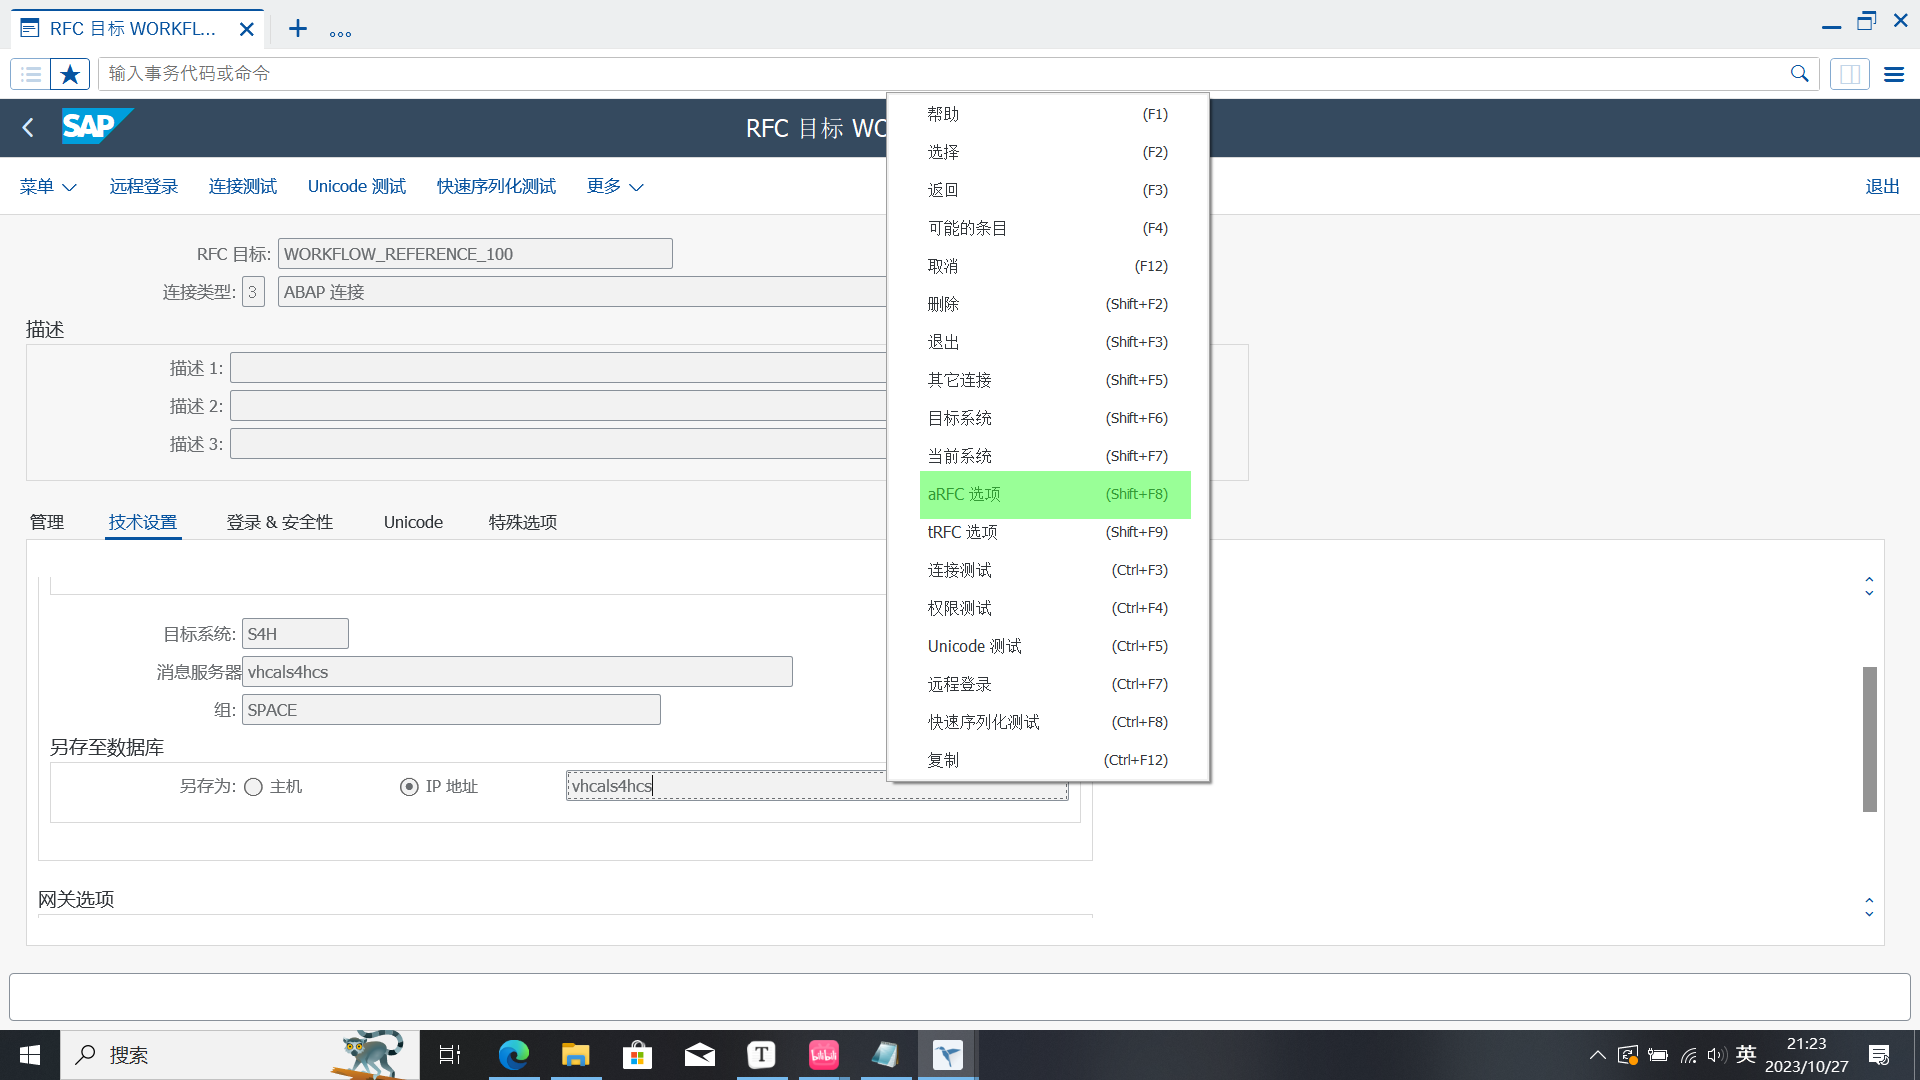 RFC 目标 WORKFL...
输入事务代码或命令
SAP
RFC 目标 WO
菜单
远程登录
连接测试
Unicode 测试
快速序列化测试
更多
退出
RFC 目标:
WORKFLOW_REFERENCE_100
连接类型:
3
ABAP 连接
描述
描述 1:
描述 2:
描述 3:
管理
技术设置
登录 & 安全性
Unicode
特殊选项
目标系统:
S4H
消息服务器
vhcals4hcs
组:
SPACE
另存至数据库
另存为:
主机
IP 地址
vhcals4hcs
网关选项
帮助 (F1)
选择 (F2)
返回 (F3)
可能的条目 (F4)
取消 (F12)
删除 (Shift+F2)
退出 (Shift+F3)
其它连接 (Shift+F5)
目标系统 (Shift+F6)
当前系统 (Shift+F7)
aRFC 选项 (Shift+F8)
tRFC 选项 (Shift+F9)
连接测试 (Ctrl+F3)
权限测试 (Ctrl+F4)
Unicode 测试 (Ctrl+F5)
远程登录 (Ctrl+F7)
快速序列化测试 (Ctrl+F8)
复制 (Ctrl+F12)
搜索
T
bilibili
英
21:23
2023/10/27